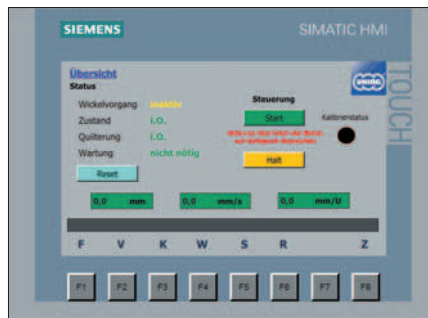 SIEMENS
SIMATIC HMI
TOUCH
Übersicht
Status
Wickelvorgang inaktiv
Zustand i.O.
Quittierung i.O.
Wartung nicht nötig
Reset
Steuerung
Start
Kalibrierstatus
Halt
0,0 mm
0,0 mm/s
0,0 mm/U
F V K W S R Z
F1 F2 F3 F4 F5 F6 F7 F8